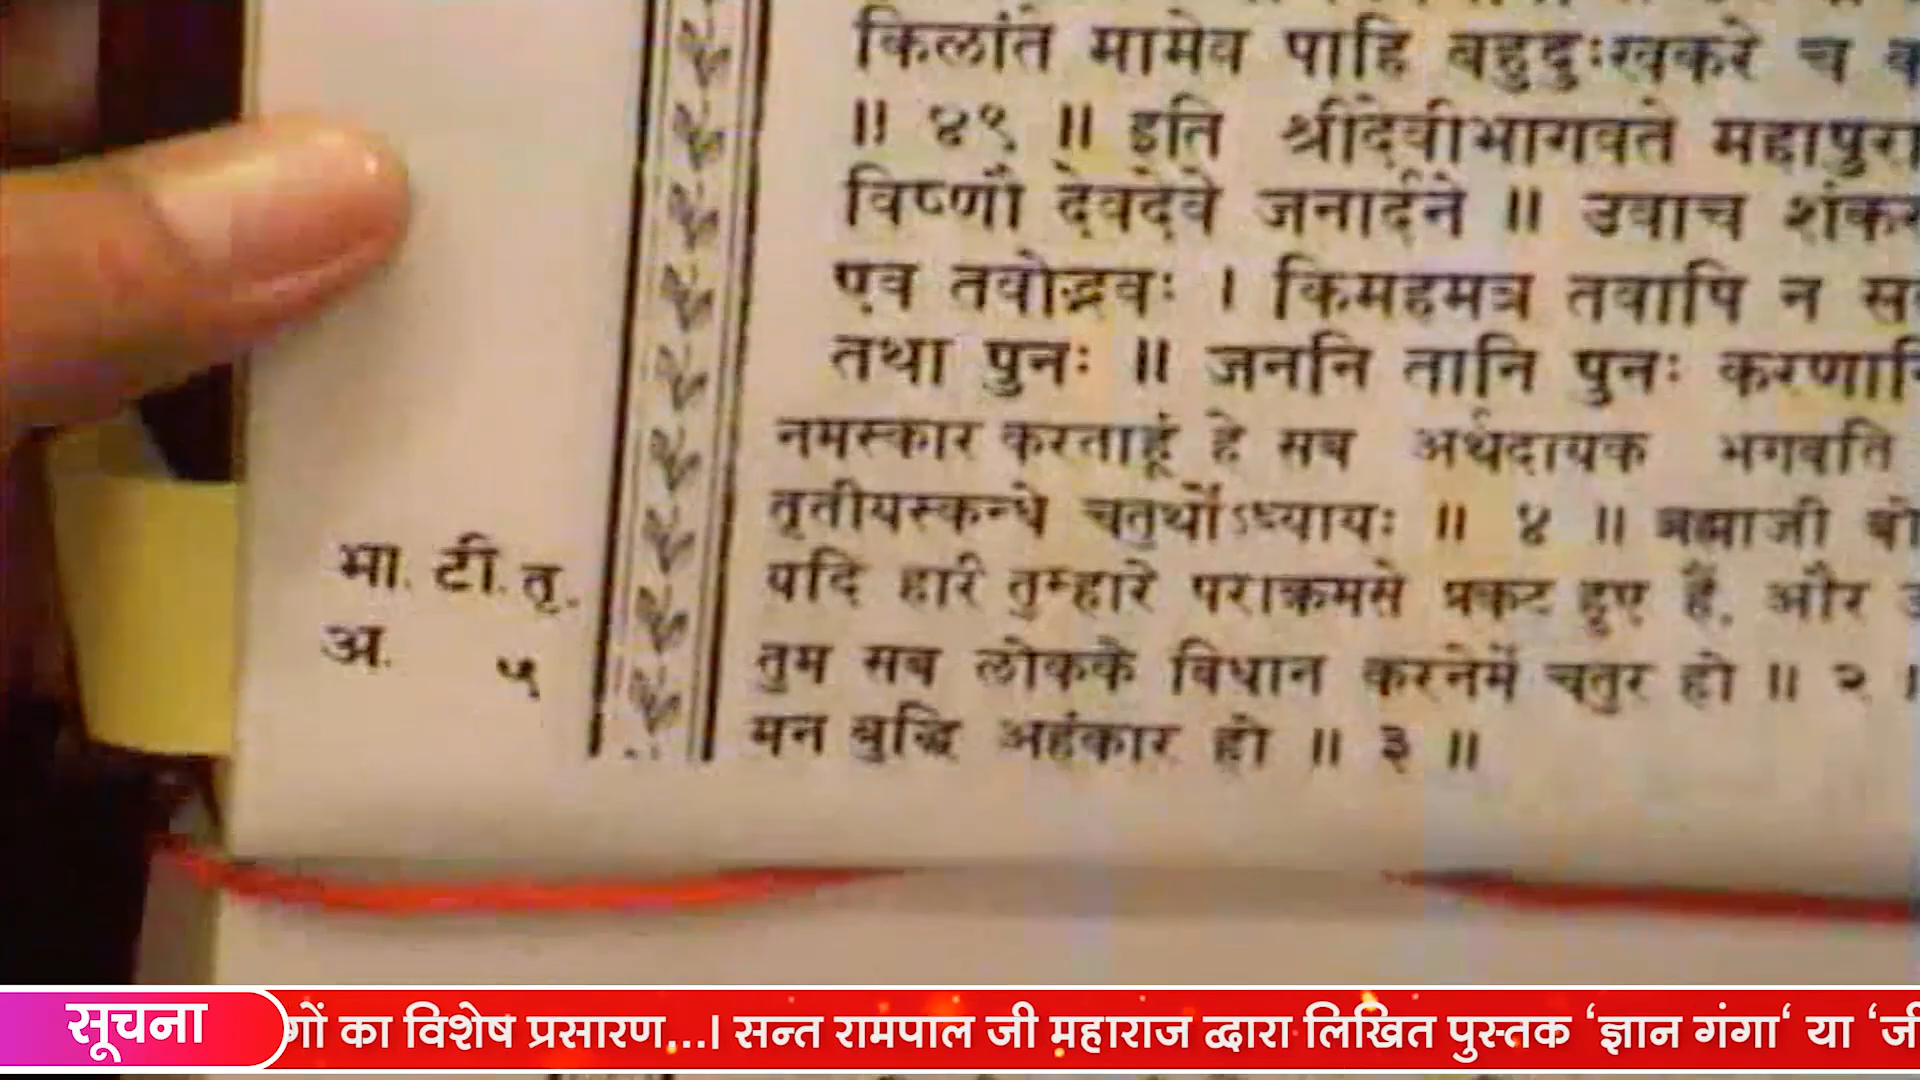 किलांते मामेव पाहि बहुदुःखकरे च
॥ ४९ ॥ इति श्रीदेवीभागवते महापुरा
विष्णौ देवदेवे जनार्दने ॥ उवाच शंकर
एव तवोद्भवः । किमहमत्र तवापि न
तथा पुनः ॥ जननि तानि पुनः करणानि
नमस्कार करताहूं हे सब अर्थदायक भगवति
तृतीयस्कन्धे चतुर्थोऽध्यायः ॥ ४ ॥ ब्रह्माजी बो
भा. टी. तृ.
यदि हरि तुम्हारे पराक्रमसे प्रकट हुए हैं, और
अ. ५
तुम सब लोकके विधान करनेमें चतुर हो ॥ २
मन बुद्धि अहंकार हो ॥ ३ ॥
सूचना
गों का विशेष प्रसारण...। सन्त रामपाल जी महाराज द्वारा लिखित पुस्तक ‘ज्ञान गंगा‘ या ‘जी